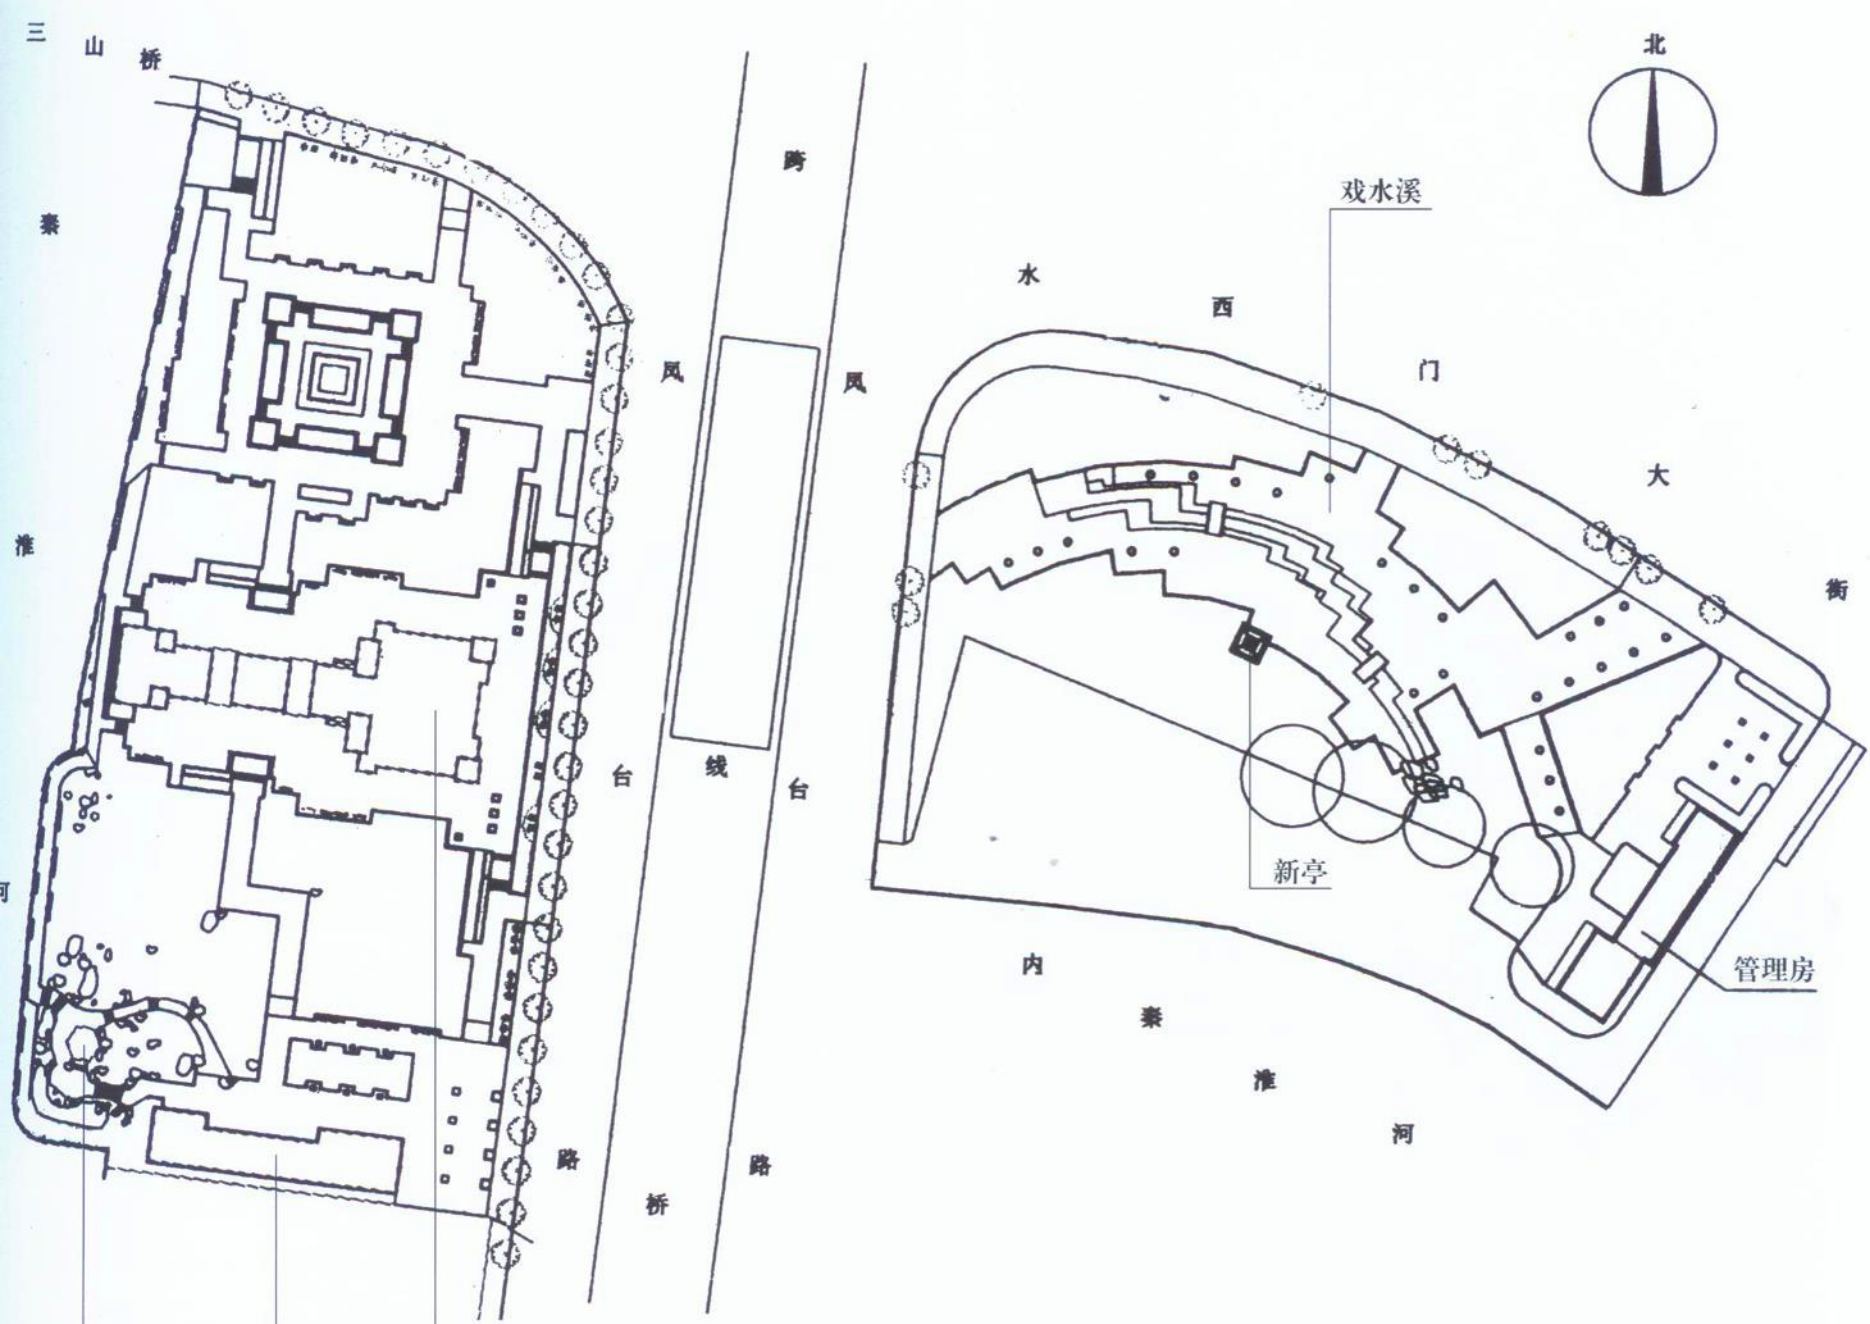 三山桥
北
戏水溪
水西门大街
秦淮河
跨线桥
凤台路
凤台路
新亭
管理房
内秦淮河